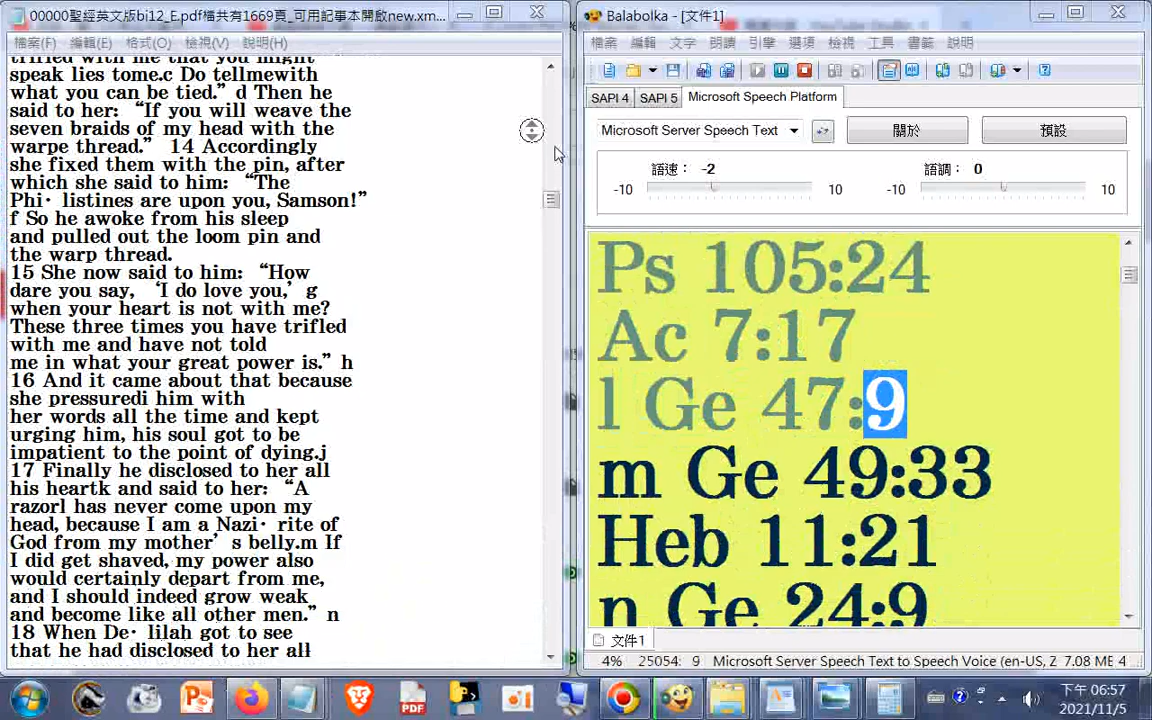 00000聖經英文版bi12_E.pdf檔共有1669頁_可用記事本開啟new.xm...
檔案(F) 編輯(E) 格式(O) 檢視(V) 說明(H)
trifled with me that you might
speak lies tome.c Do tellmewith
what you can be tied.” d Then he
said to her: “If you will weave the
seven braids of my head with the
warpe thread.” 14 Accordingly
she fixed them with the pin, after
which she said to him: “The
Phi· listines are upon you, Samson!”
f So he awoke from his sleep
and pulled out the loom pin and
the warp thread.
15 She now said to him: “How
dare you say, ‘I do love you,’ g
when your heart is not with me?
These three times you have trifled
with me and have not told
me in what your great power is.” h
16 And it came about that because
she pressuredi him with
her words all the time and kept
urging him, his soul got to be
impatient to the point of dying.j
17 Finally he disclosed to her all
his heartk and said to her: “A
razorl has never come upon my
head, because I am a Nazi· rite of
God from my mother’s belly.m If
I did get shaved, my power also
would certainly depart from me,
and I should indeed grow weak
and become like all other men.” n
18 When De· lilah got to see
that he had disclosed to her all
Balabolka - [文件1]
檔案 編輯 文字 朗讀 引擎 選項 檢視 工具 書籤 說明
SAPI 4 SAPI 5 Microsoft Speech Platform
Microsoft Server Speech Text 關於 預設
語速： -2 語調： 0
-10 10 -10 10
Ps 105:24
Ac 7:17
l Ge 47:9
m Ge 49:33
Heb 11:21
n Ge 24:9
文件1
4% 25054: 9 Microsoft Server Speech Text to Speech Voice (en-US, Z 7.08 ME 4
下午 06:57
2021/11/5